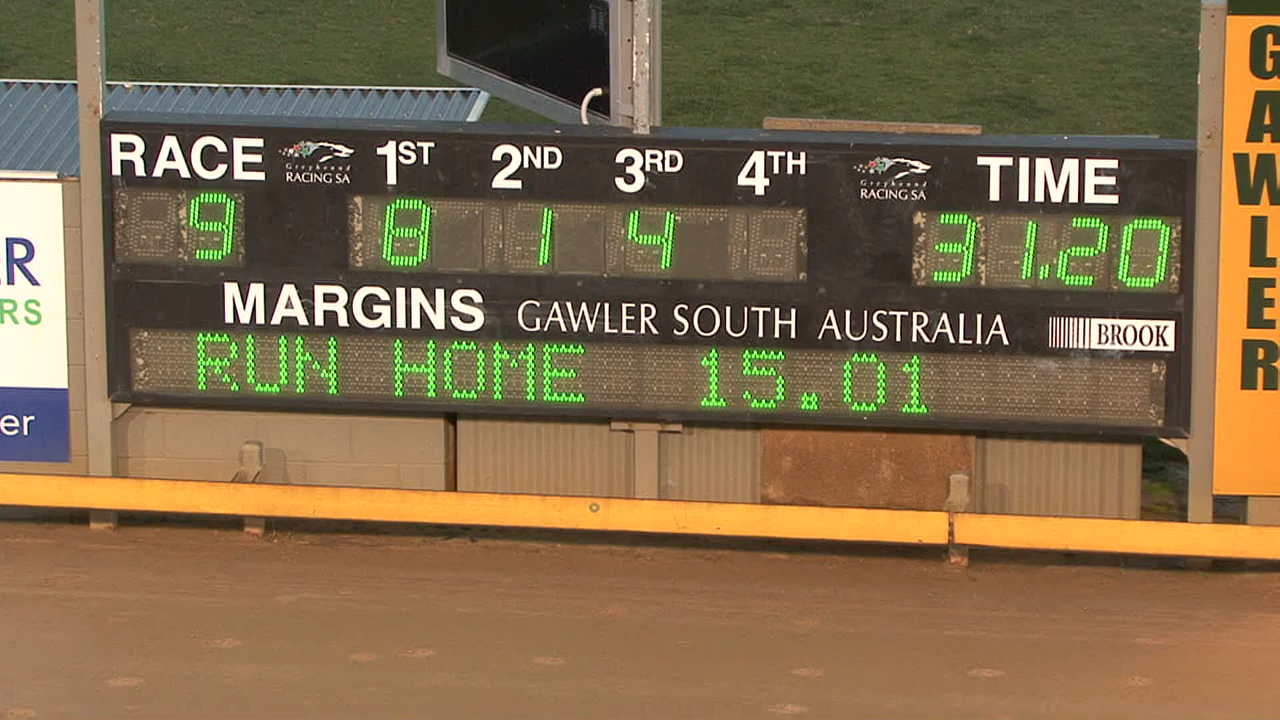 RACE Greyhound RACING SA 1ST 2ND 3RD 4TH Greyhound RACING SA TIME
9 8 1 4 31.20
MARGINS GAWLER SOUTH AUSTRALIA BROOK
RUN HOME 15.01
R
RS
er
GAWLER